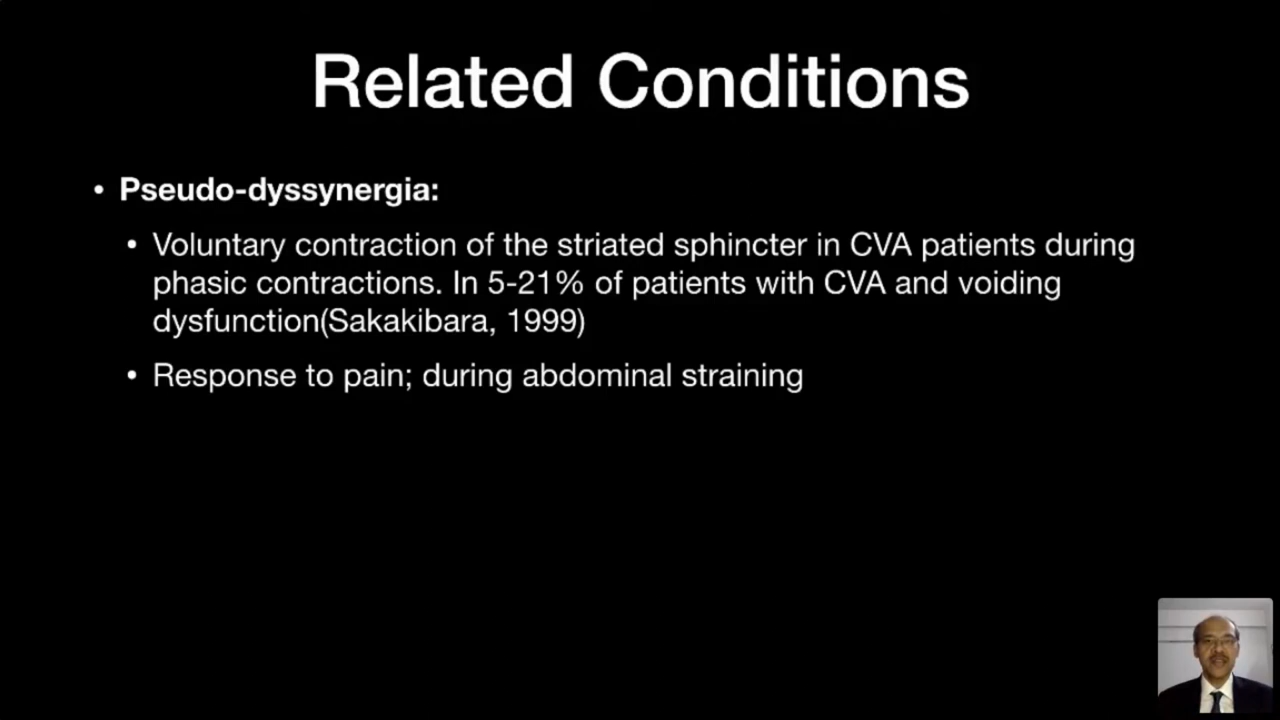 Related Conditions
• Pseudo-dyssynergia:
• Voluntary contraction of the striated sphincter in CVA patients during
phasic contractions. In 5-21% of patients with CVA and voiding
dysfunction(Sakakibara, 1999)
• Response to pain; during abdominal straining